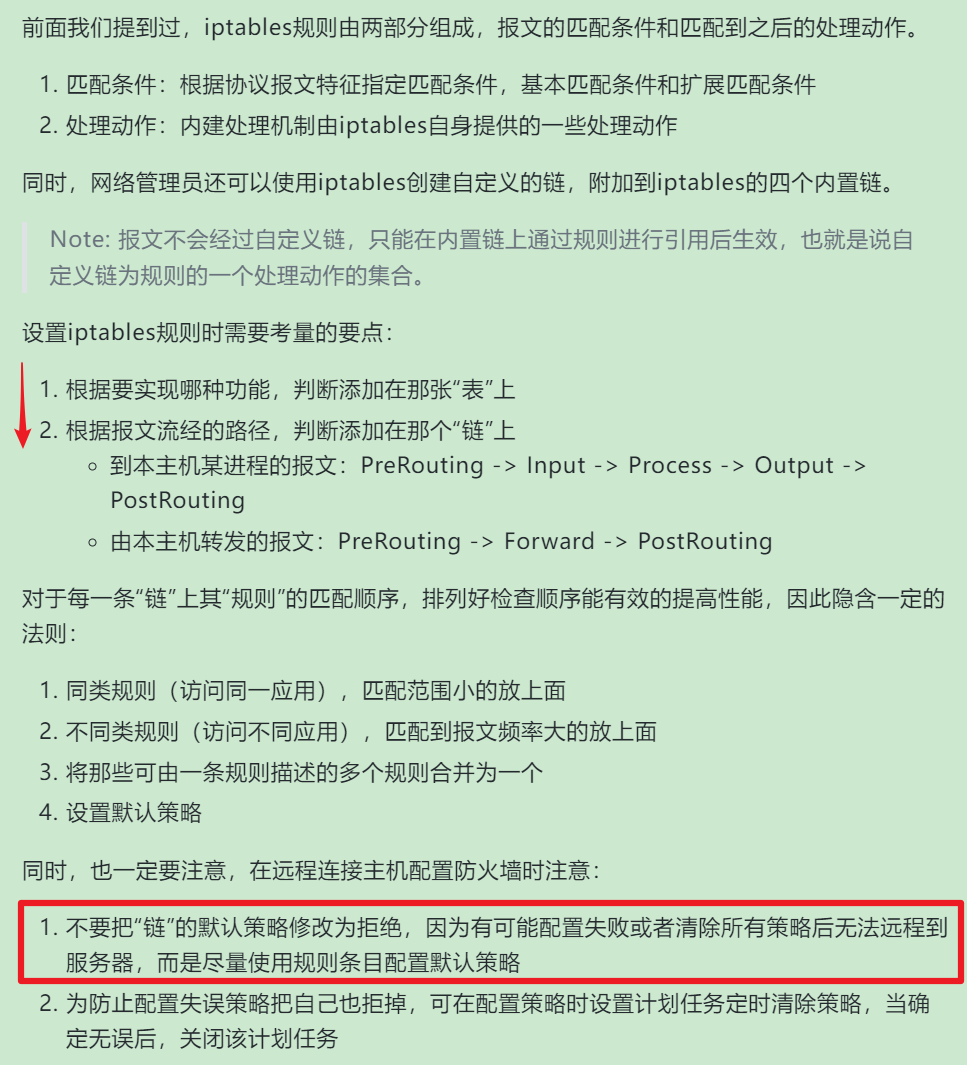 前面我们提到过，iptables规则由两部分组成，报文的匹配条件和匹配到之后的处理动作。
1. 匹配条件：根据协议报文特征指定匹配条件，基本匹配条件和扩展匹配条件
2. 处理动作：内建处理机制由iptables自身提供的一些处理动作
同时，网络管理员还可以使用iptables创建自定义的链，附加到iptables的四个内置链。
Note: 报文不会经过自定义链，只能在内置链上通过规则进行引用后生效，也就是说自
定义链为规则的一个处理动作的集合。
设置iptables规则时需要考量的要点：
1. 根据要实现哪种功能，判断添加在那张“表”上
2. 根据报文流经的路径，判断添加在那个“链”上
◦ 到本主机某进程的报文：PreRouting -> Input -> Process -> Output ->
PostRouting
◦ 由本主机转发的报文：PreRouting -> Forward -> PostRouting
对于每一条“链”上其“规则”的匹配顺序，排列好检查顺序能有效的提高性能，因此隐含一定的
法则：
1. 同类规则（访问同一应用），匹配范围小的放上面
2. 不同类规则（访问不同应用），匹配到报文频率大的放上面
3. 将那些可由一条规则描述的多个规则合并为一个
4. 设置默认策略
同时，也一定要注意，在远程连接主机配置防火墙时注意：
1. 不要把“链”的默认策略修改为拒绝，因为有可能配置失败或者清除所有策略后无法远程到
服务器，而是尽量使用规则条目配置默认策略
2. 为防止配置失误策略把自己也拒掉，可在配置策略时设置计划任务定时清除策略，当确
定无误后，关闭该计划任务